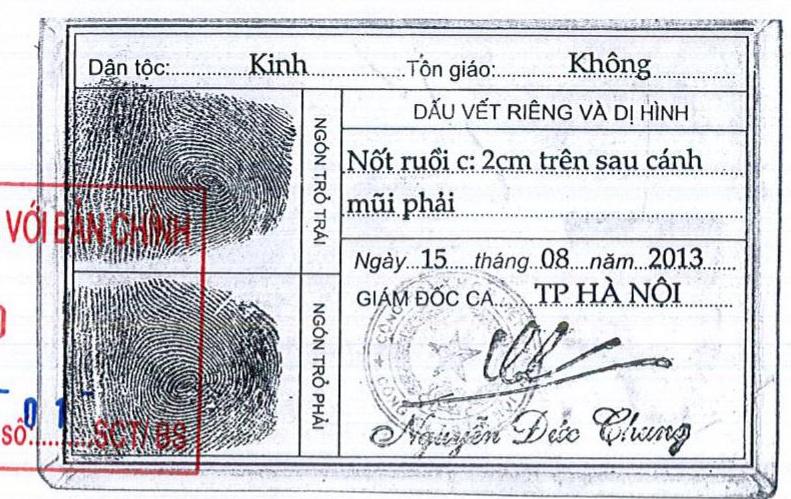 Dân tộc: Kinh Tôn giáo: Không
DẤU VẾT RIÊNG VÀ DỊ HÌNH
NGÓN TRỎ TRÁI
Nốt ruồi c: 2cm trên sau cánh
mũi phải
VỚI BẢN CHÍNH
Ngày 15 tháng 08 năm 2013
GIÁM ĐỐC CA TP HÀ NỘI
NGÓN TRỎ PHẢI
số: SCT/BS
Nguyễn Đức Chung